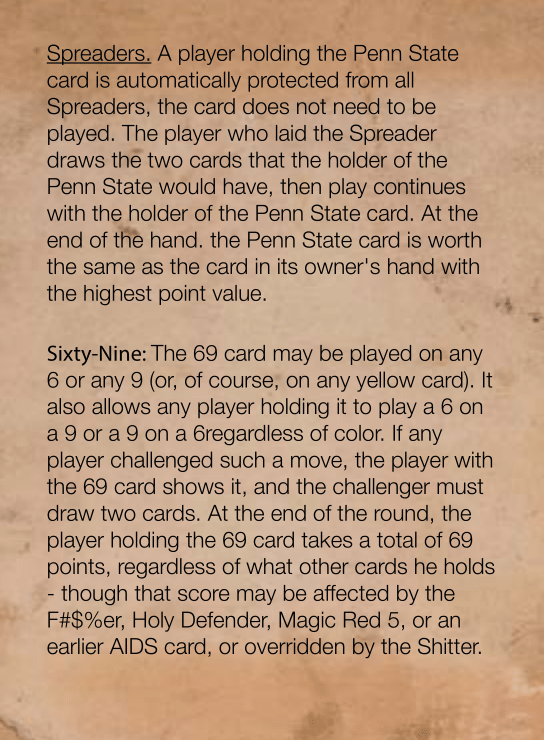 Spreaders. A player holding the Penn State
card is automatically protected from all
Spreaders, the card does not need to be
played. The player who laid the Spreader
draws the two cards that the holder of the
Penn State would have, then play continues
with the holder of the Penn State card. At the
end of the hand. the Penn State card is worth
the same as the card in its owner's hand with
the highest point value.
Sixty-Nine: The 69 card may be played on any
6 or any 9 (or, of course, on any yellow card). It
also allows any player holding it to play a 6 on
a 9 or a 9 on a 6regardless of color. If any
player challenged such a move, the player with
the 69 card shows it, and the challenger must
draw two cards. At the end of the round, the
player holding the 69 card takes a total of 69
points, regardless of what other cards he holds
- though that score may be affected by the
F#$%er, Holy Defender, Magic Red 5, or an
earlier AIDS card, or overridden by the Shitter.